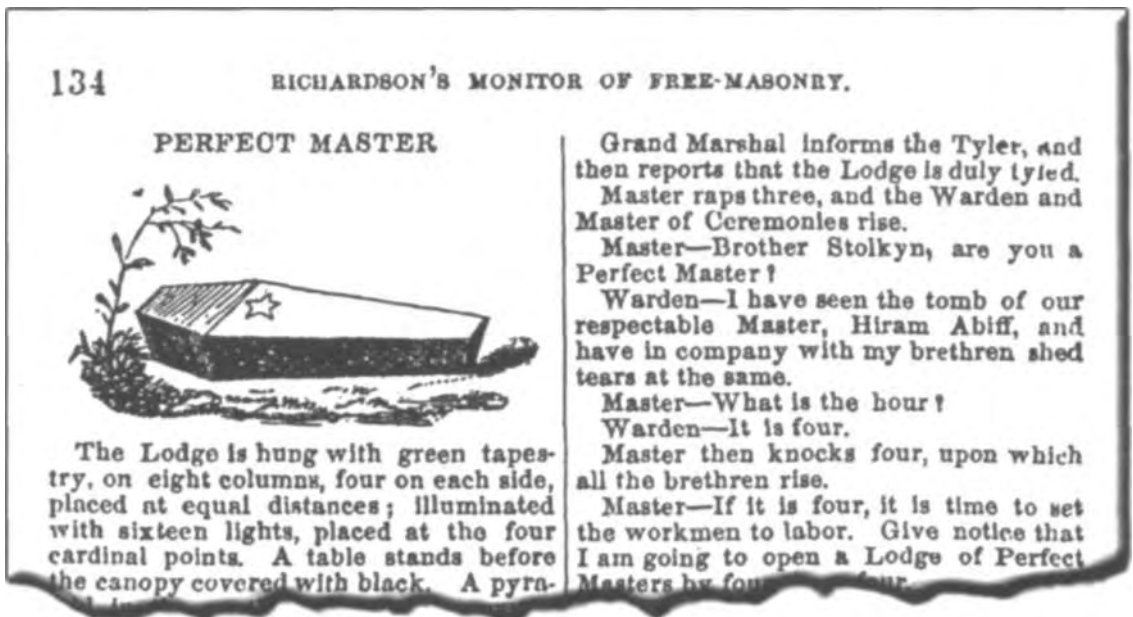 134
RICHARDSON'S MONITOR OF FREE-MASONRY.
PERFECT MASTER
The Lodge is hung with green tapes-
try, on eight columns, four on each side,
placed at equal distances; illuminated
with sixteen lights, placed at the four
cardinal points. A table stands before
the canopy covered with black. A pyra-
Grand Marshal informs the Tyler, and
then reports that the Lodge is duly tyled.
Master raps three, and the Warden and
Master of Ceremonies rise.
Master—Brother Stolkyn, are you a
Perfect Master?
Warden—I have seen the tomb of our
respectable Master, Hiram Abiff, and
have in company with my brethren shed
tears at the same.
Master—What is the hour?
Warden—It is four.
Master then knocks four, upon which
all the brethren rise.
Master—If it is four, it is time to set
the workmen to labor. Give notice that
I am going to open a Lodge of Perfect
Masters by four four.